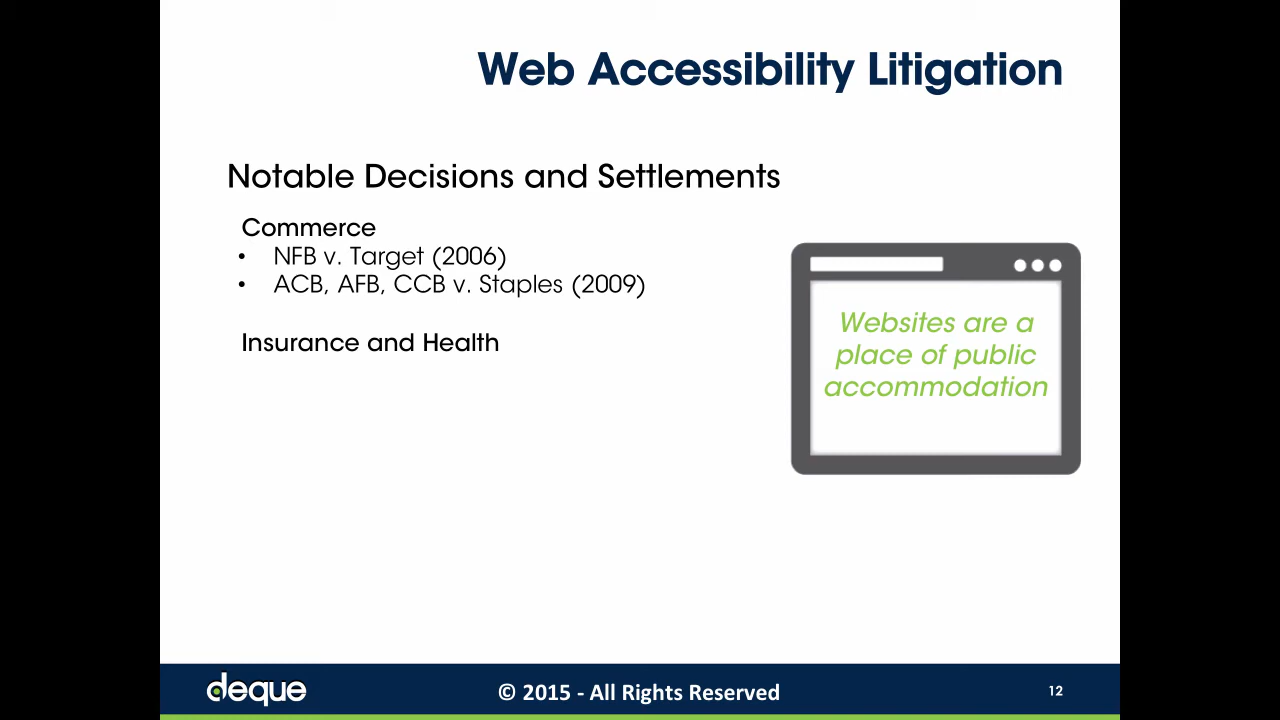 Web Accessibility Litigation
Notable Decisions and Settlements
Commerce
• NFB v. Target (2006)
• ACB, AFB, CCB v. Staples (2009)
Insurance and Health
Websites are a
place of public
accommodation
deque
© 2015 - All Rights Reserved
12